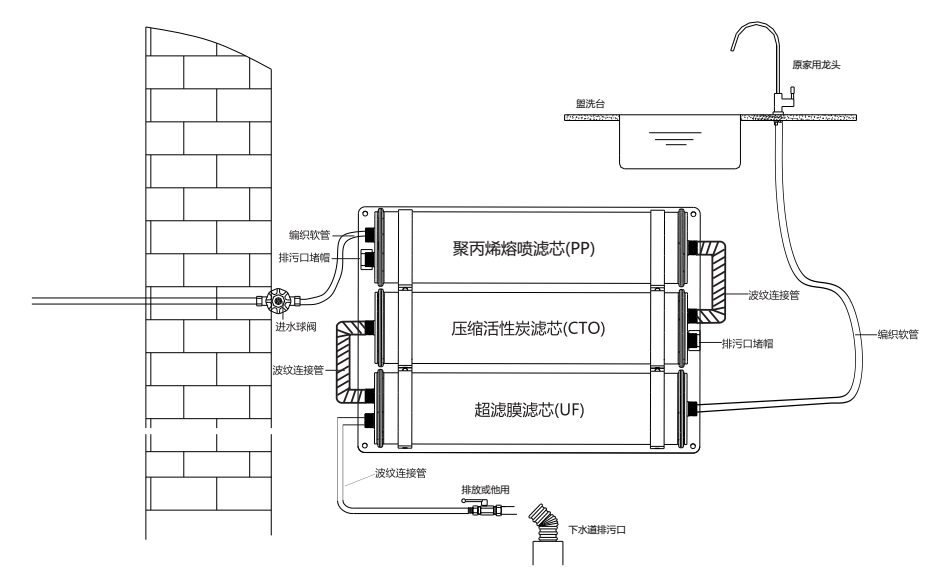 原家用龙头
盥洗台
编织软管
聚丙烯熔喷滤芯(PP)
排污口堵帽
波纹连接管
进水球阀
压缩活性炭滤芯(CTO)
编织软管
排污口堵帽
波纹连接管
超滤膜滤芯(UF)
波纹连接管
排放或他用
下水道排污口